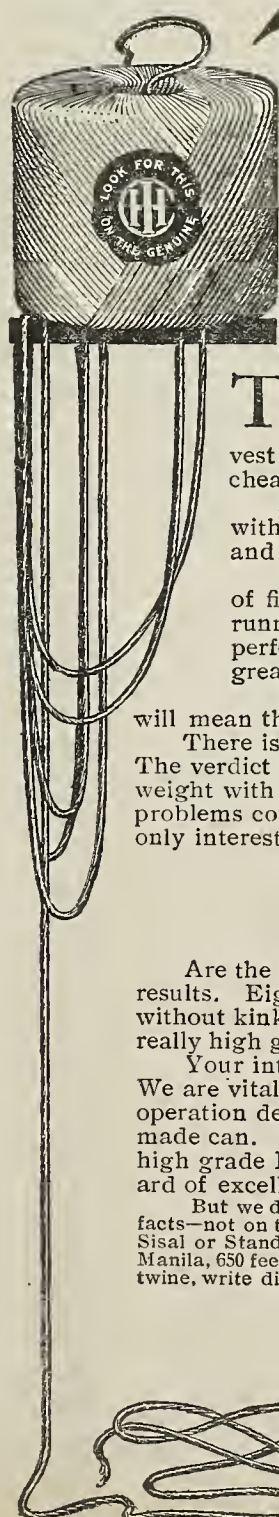 LOOK FOR THIS
IHC
ON THE GENUINE
T
vest
chea
with
and
of fi
runn
perf
grea
will mean th
There is
The verdict
weight with
problems co
only interest
Are the
results. Eig
without kink
really high g
Your int
We are vital
operation de
made can.
high grade
ard of excell
But we d
facts—not on t
Sisal or Stand
Manila, 650 fee
twine, write di